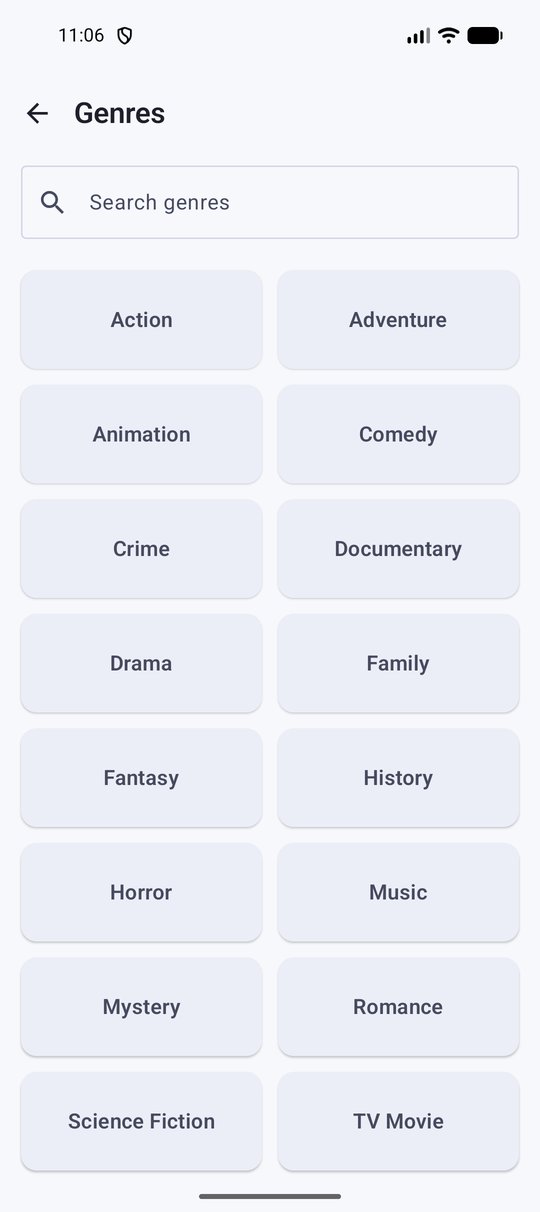 11:06
Genres
Search genres
Action
Adventure
Animation
Comedy
Crime
Documentary
Drama
Family
Fantasy
History
Horror
Music
Mystery
Romance
Science Fiction
TV Movie